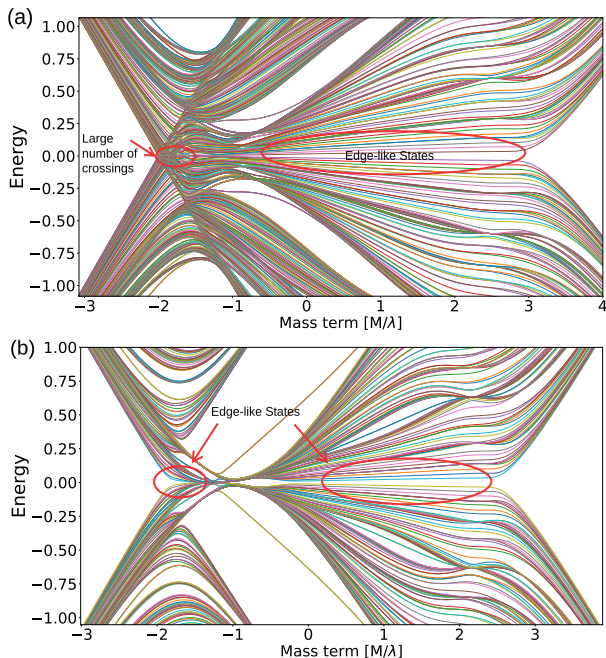 (a)
1.00
0.75
0.50
0.25
0.00
−0.25
−0.50
−0.75
−1.00
Energy
Large
number of
crossings
Edge-like States
−3 −2 −1 0 1 2 3 4
Mass term [M/λ]
(b)
1.00
0.75
0.50
0.25
0.00
−0.25
−0.50
−0.75
−1.00
Energy
Edge-like States
−3 −2 −1 0 1 2 3
Mass term [M/λ]